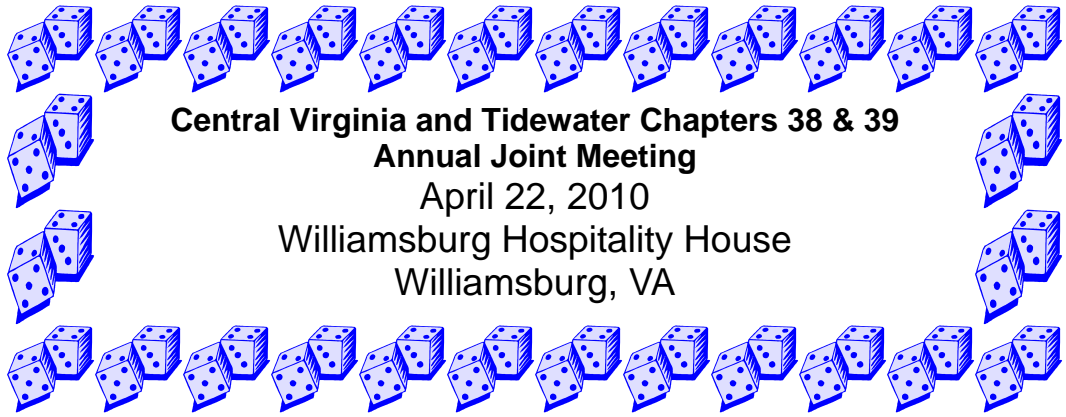 Central Virginia and Tidewater Chapters 38 & 39
Annual Joint Meeting
April 22, 2010
Williamsburg Hospitality House
Williamsburg, VA